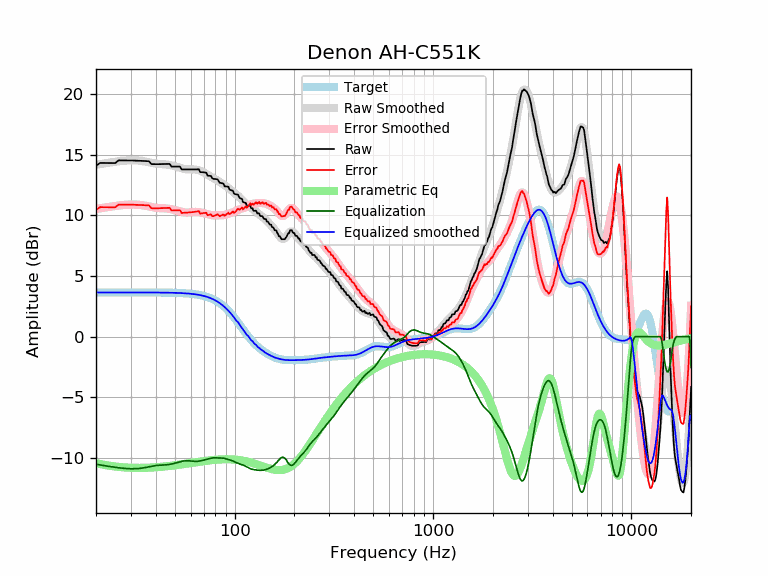 Denon AH-C551K
Amplitude (dBr)
20
15
10
5
0
−5
−10
Target
Raw Smoothed
Error Smoothed
Raw
Error
Parametric Eq
Equalization
Equalized smoothed
100
1000
10000
Frequency (Hz)